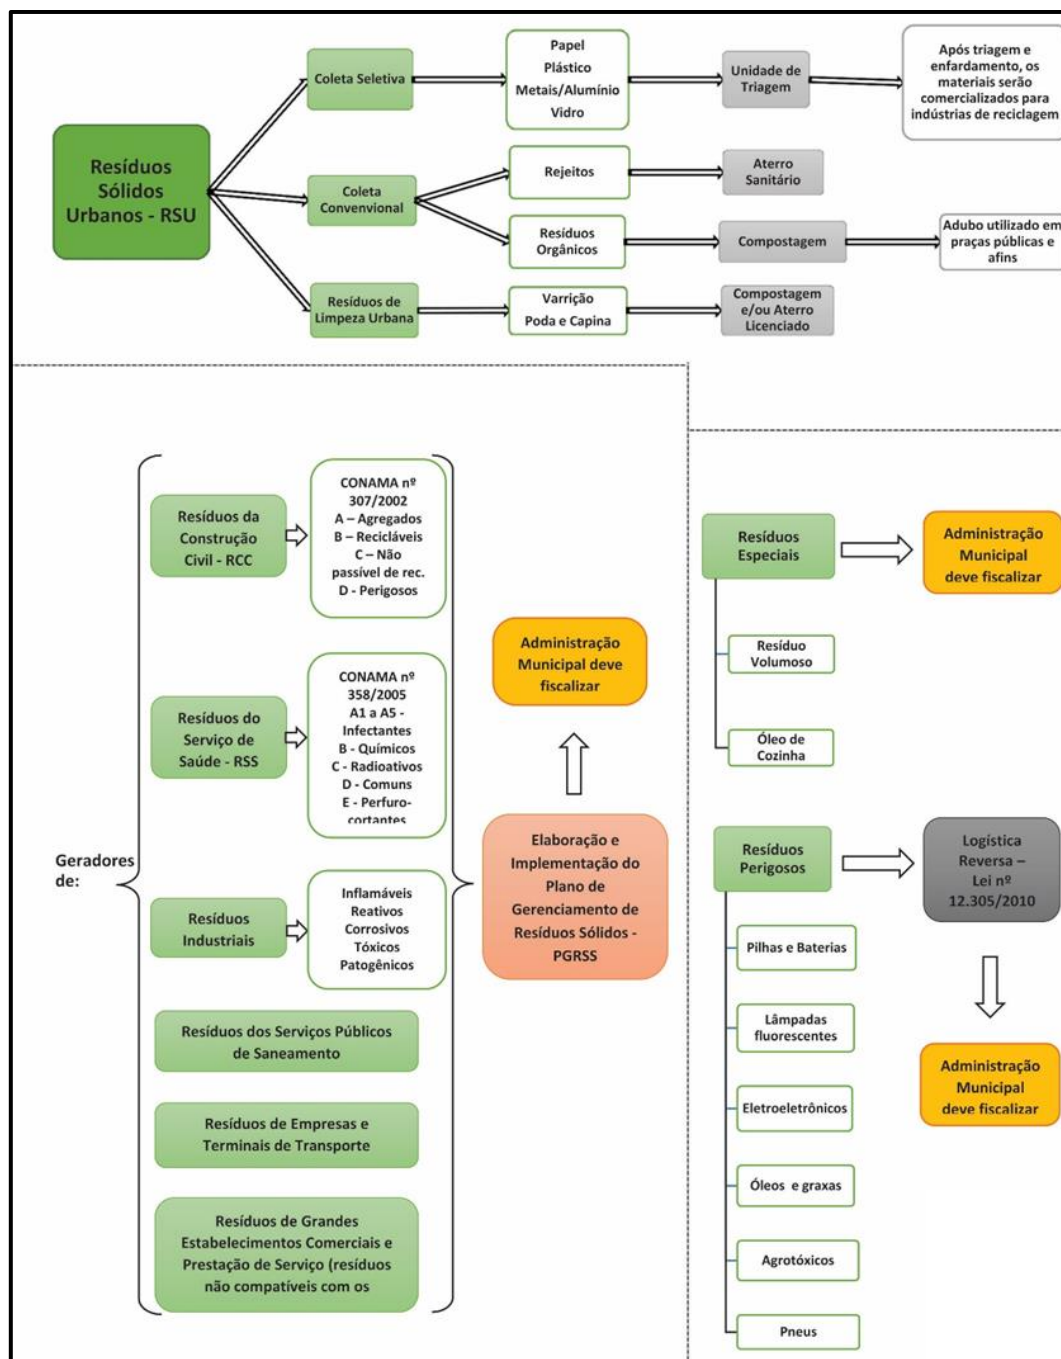 Resíduos
Sólidos
Urbanos - RSU
Coleta Seletiva
Papel
Plástico
Metais/Alumínio
Vidro
Unidade de
Triagem
Após triagem e
enfardamento, os
materiais serão
comercializados para
indústrias de reciclagem
Coleta
Convenvional
Rejeitos
Aterro
Sanitário
Resíduos
Orgânicos
Compostagem
Adubo utilizado em
praças públicas e
afins
Resíduos de
Limpeza Urbana
Varrição
Poda e Capina
Compostagem
e/ou Aterro
Licenciado
Geradores
de:
Resíduos da
Construção
Civil - RCC
CONAMA nº
307/2002
A – Agregados
B – Recicláveis
C – Não
passível de rec.
D - Perigosos
Resíduos do
Serviço de
Saúde - RSS
CONAMA nº
358/2005
A1 a A5 -
Infectantes
B - Químicos
C - Radioativos
D - Comuns
E - Perfuro-
cortantes
Resíduos
Industriais
Inflamáveis
Reativos
Corrosivos
Tóxicos
Patogênicos
Resíduos dos Serviços Públicos
de Saneamento
Resíduos de Empresas e
Terminais de Transporte
Resíduos de Grandes
Estabelecimentos Comerciais e
Prestação de Serviço (resíduos
não compatíveis com os
Administração
Municipal deve
fiscalizar
Elaboração e
Implementação do
Plano de
Gerenciamento de
Resíduos Sólidos -
PGRSS
Resíduos
Especiais
Administração
Municipal
deve fiscalizar
Resíduo
Volumoso
Óleo de
Cozinha
Resíduos
Perigosos
Logística
Reversa –
Lei nº
12.305/2010
Pilhas e Baterias
Lâmpadas
fluorescentes
Eletroeletrônicos
Óleos e graxas
Agrotóxicos
Pneus
Administração
Municipal
deve fiscalizar